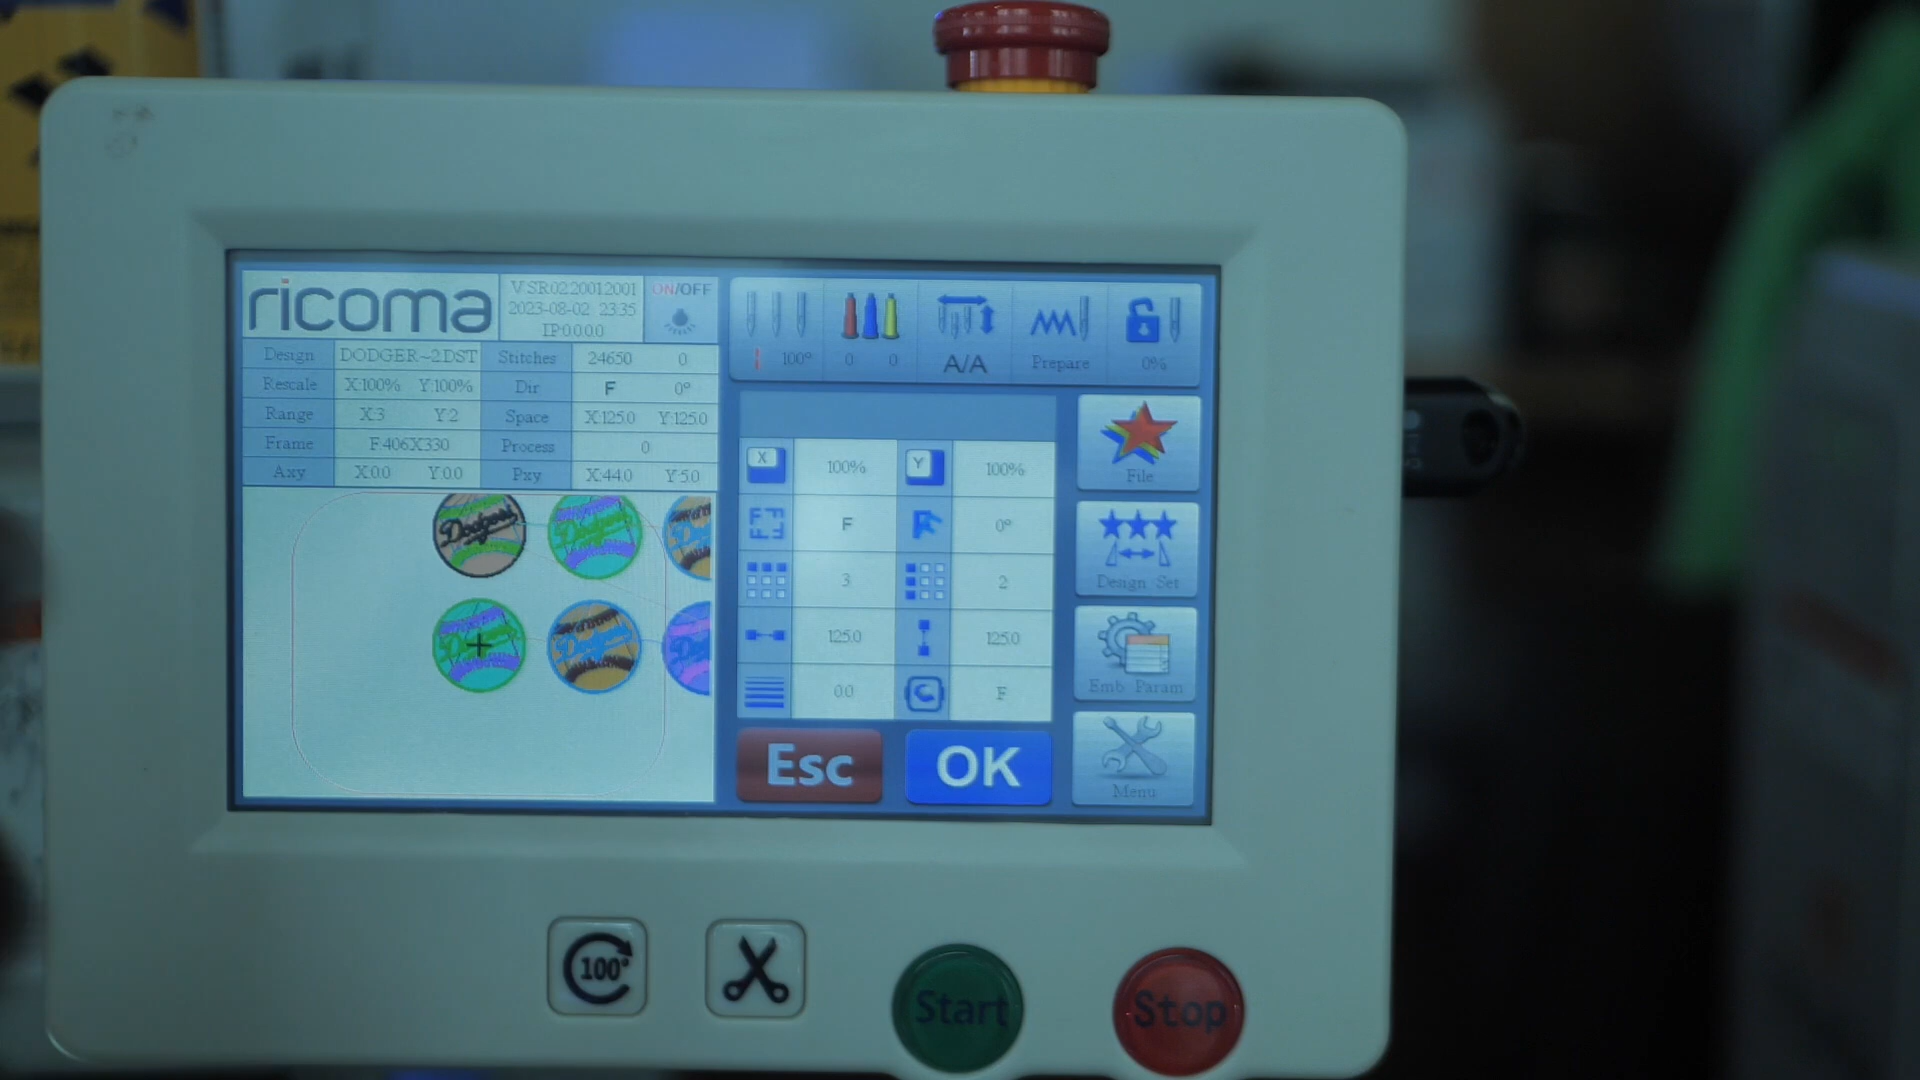 ricoma
V.SR02.20012001
2023-08-02 23:35
IP:0.0.0.0
ON/OFF
Design DODGER~2.DST Stitches 24650 0
Rescale X:100% Y:100% Dir F 0°
Range X:3 Y:2 Space X:125.0 Y:125.0
Frame F:406X330 Process 0
Axy X:0.0 Y:0.0 Pxy X:44.0 Y:5.0
100° 0 0 A/A Prepare 0%
X 100% Y 100%
F 0°
3 2
125.0 125.0
0.0 F
Esc OK
File
Design Set
Emb. Param
Menu
Dodgers Dodgers
Dodgers Dodgers
100°
Start Stop